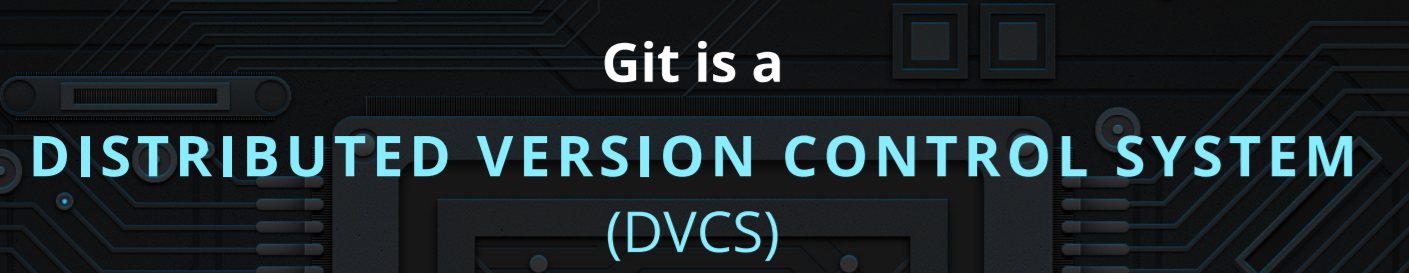 Git is a
DISTRIBUTED VERSION CONTROL SYSTEM
(DVCS)